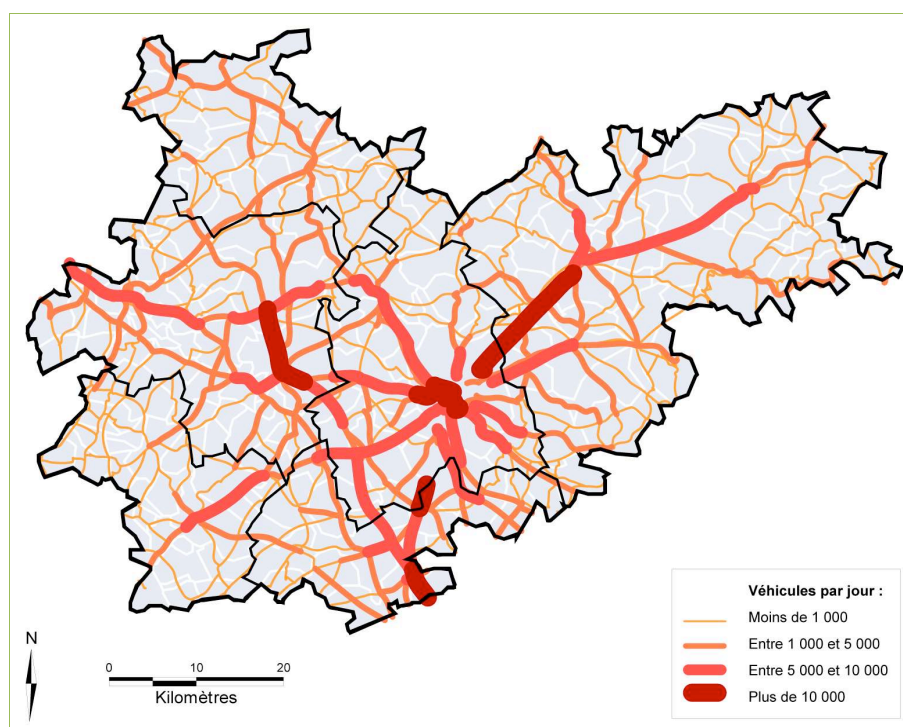 N
0 10 20
Kilomètres
Véhicules par jour :
Moins de 1 000
Entre 1 000 et 5 000
Entre 5 000 et 10 000
Plus de 10 000